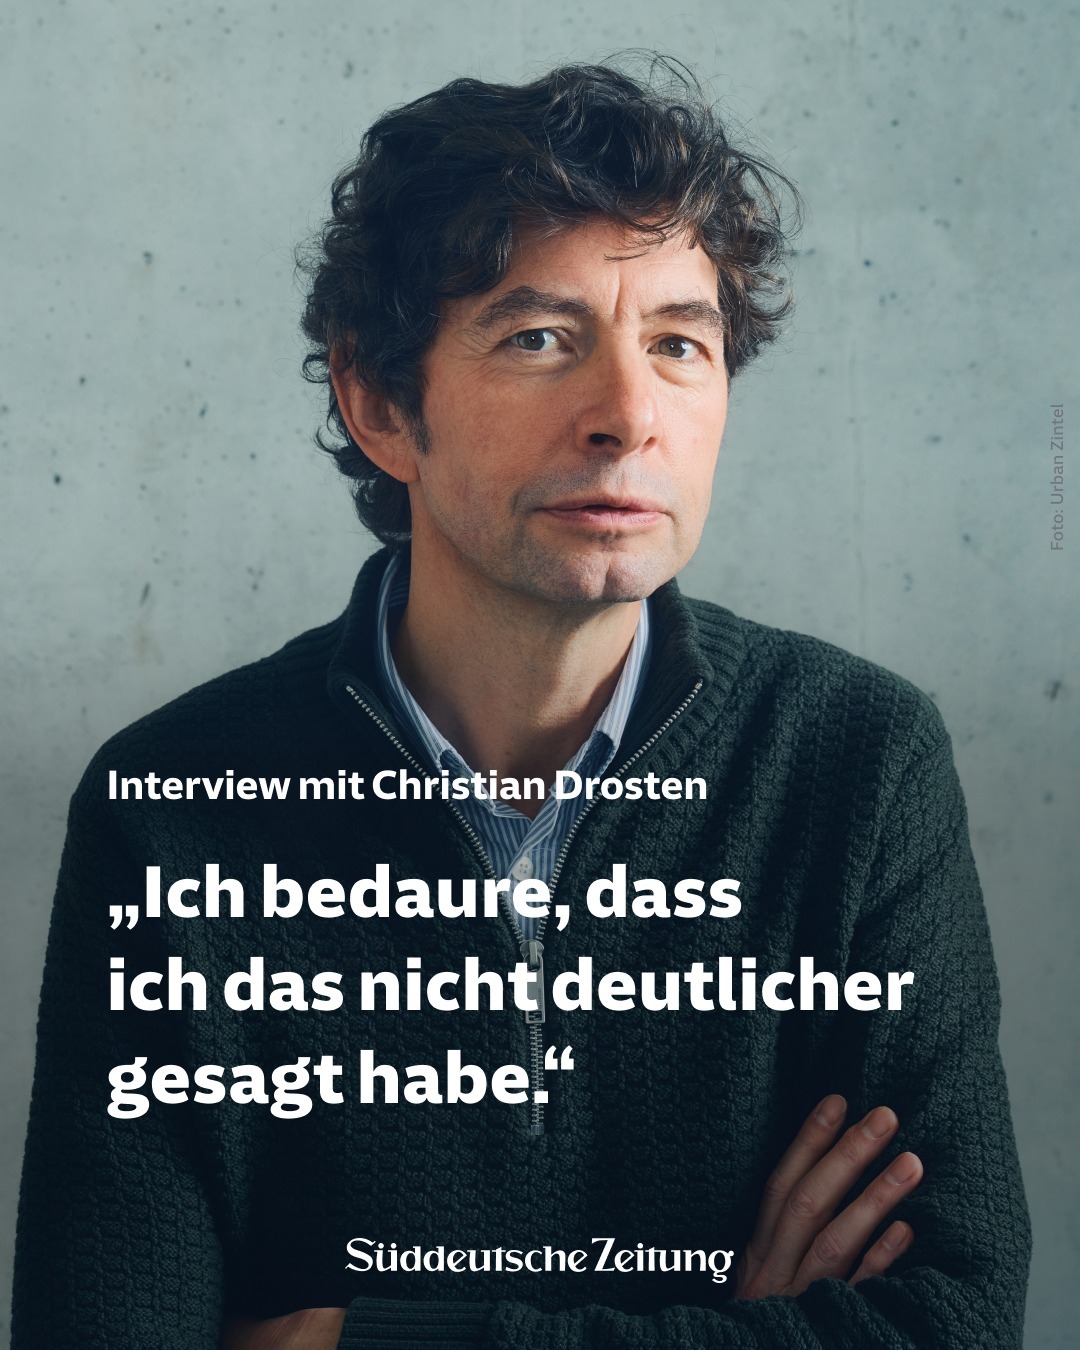 Foto: Urban Zintel
Interview mit Christian Drosten
„Ich bedaure, dass
ich das nicht deutlicher
gesagt habe.“
Süddeutsche Zeitung